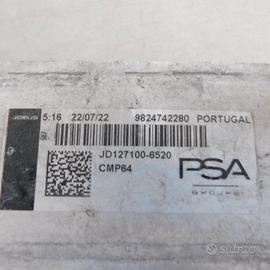 JDEUS
5:16 22/07/22 9824742280 PORTUGAL
JD127100-6520
CMP64
PSA
GROUPE
subito